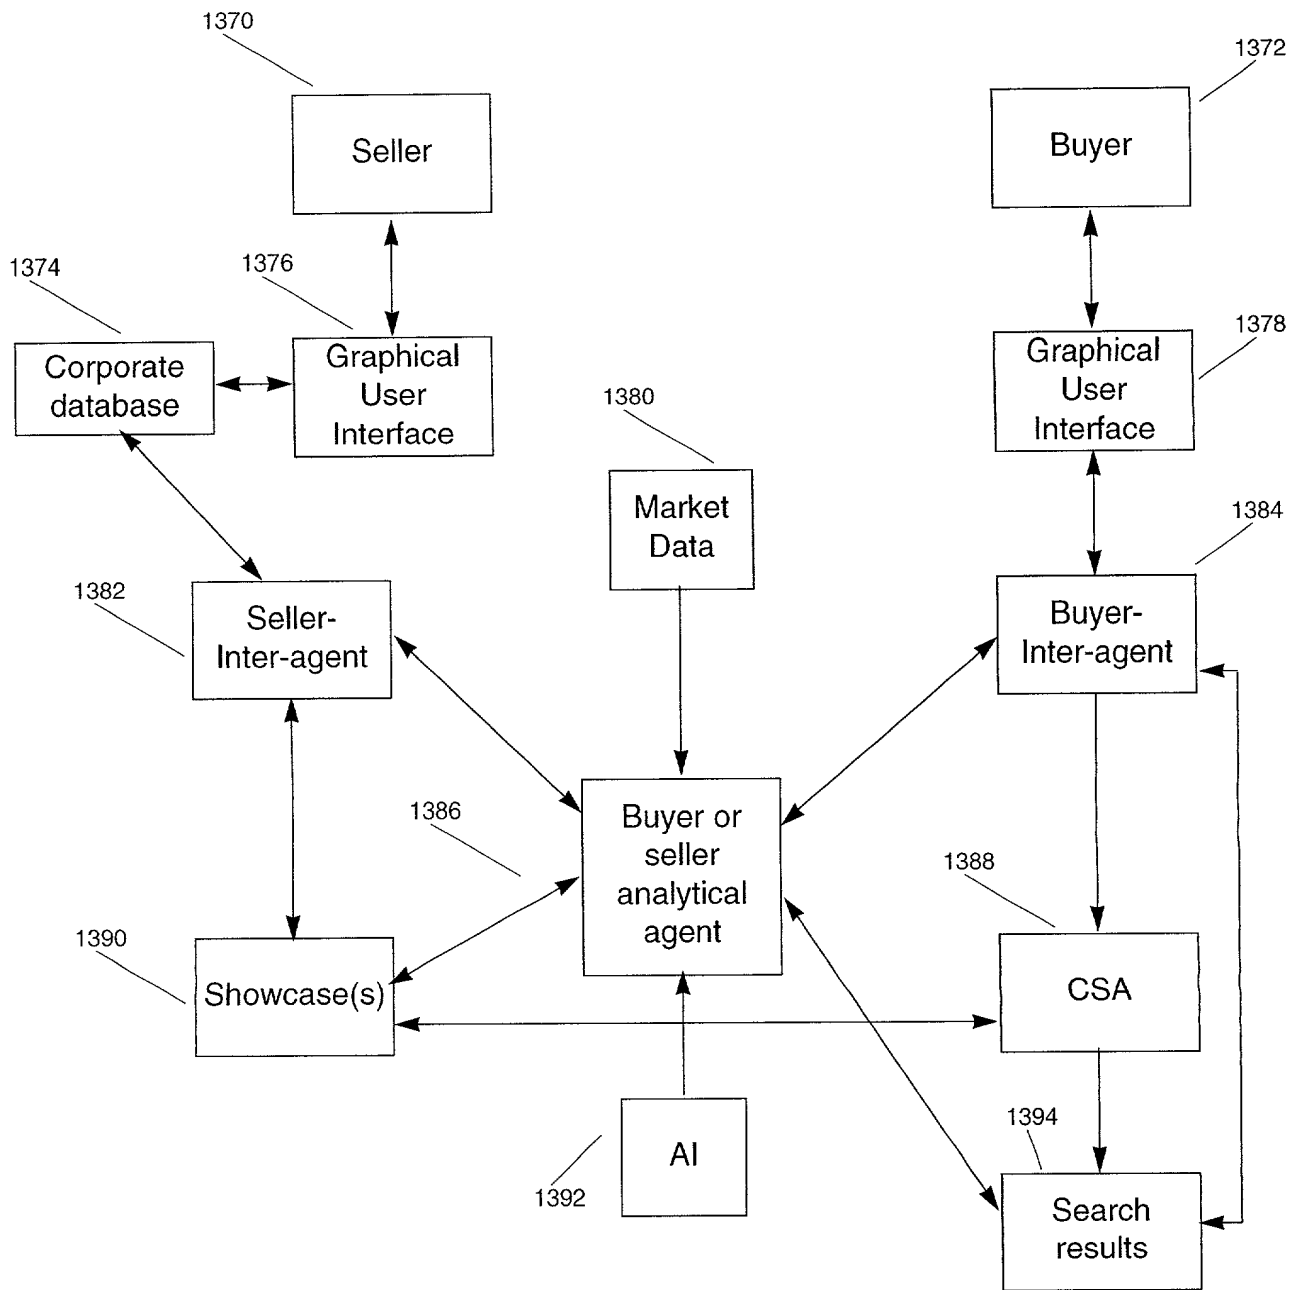 1370
1372
Seller
Buyer
1374
1376
1378
Corporate
database
Graphical
User
Interface
Graphical
User
Interface
1380
Market
Data
1384
1382
Seller-
Inter-agent
Buyer-
Inter-agent
1386
Buyer or
seller
analytical
agent
1388
1390
Showcase(s)
CSA
1394
AI
1392
Search
results